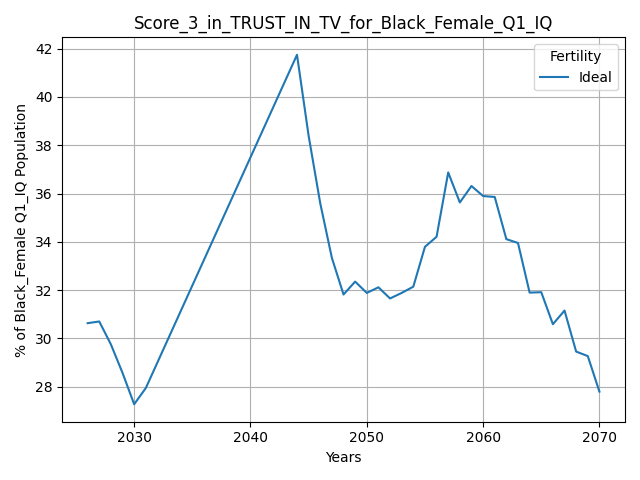 Score_3_in_TRUST_IN_TV_for_Black_Female_Q1_IQ
% of Black_Female Q1_IQ Population
42
40
38
36
34
32
30
28
Fertility
Ideal
2030 2040 2050 2060 2070
Years